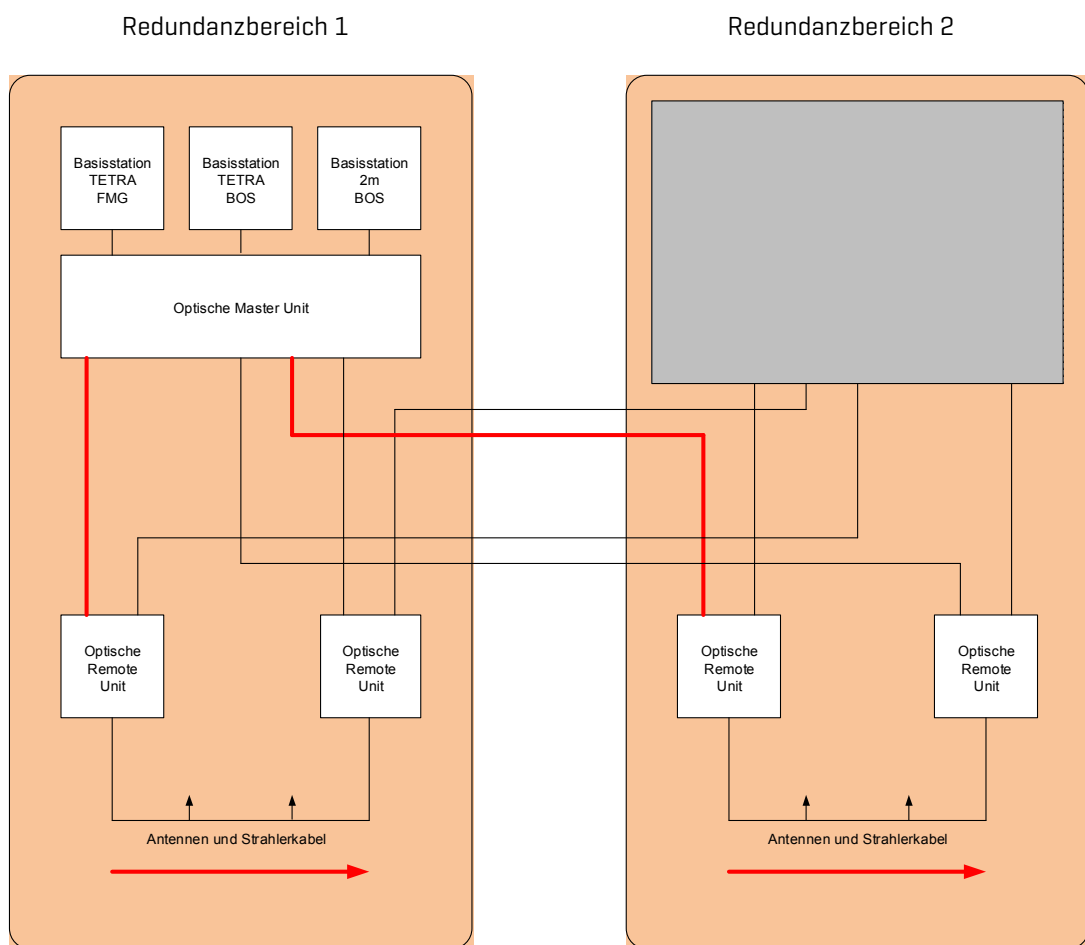 Redundanzbereich 1
Redundanzbereich 2
Basisstation
TETRA
FMG
Basisstation
TETRA
BOS
Basisstation
2m
BOS
Optische Master Unit
Optische
Remote
Unit
Optische
Remote
Unit
Optische
Remote
Unit
Optische
Remote
Unit
Antennen und Strahlerkabel
Antennen und Strahlerkabel